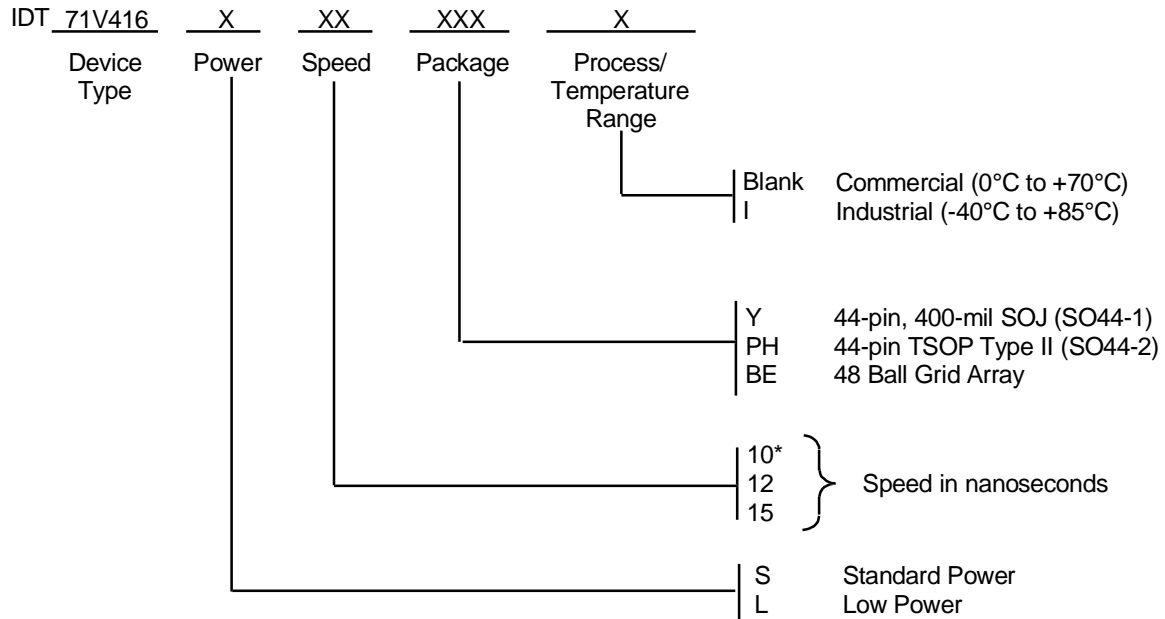 IDT 71V416 X XX XXX X
Device Type Power Speed Package Process/ Temperature Range
Blank Commercial (0°C to +70°C)
I Industrial (-40°C to +85°C)
Y 44-pin, 400-mil SOJ (SO44-1)
PH 44-pin TSOP Type II (SO44-2)
BE 48 Ball Grid Array
10*
12 Speed in nanoseconds
15
S Standard Power
L Low Power